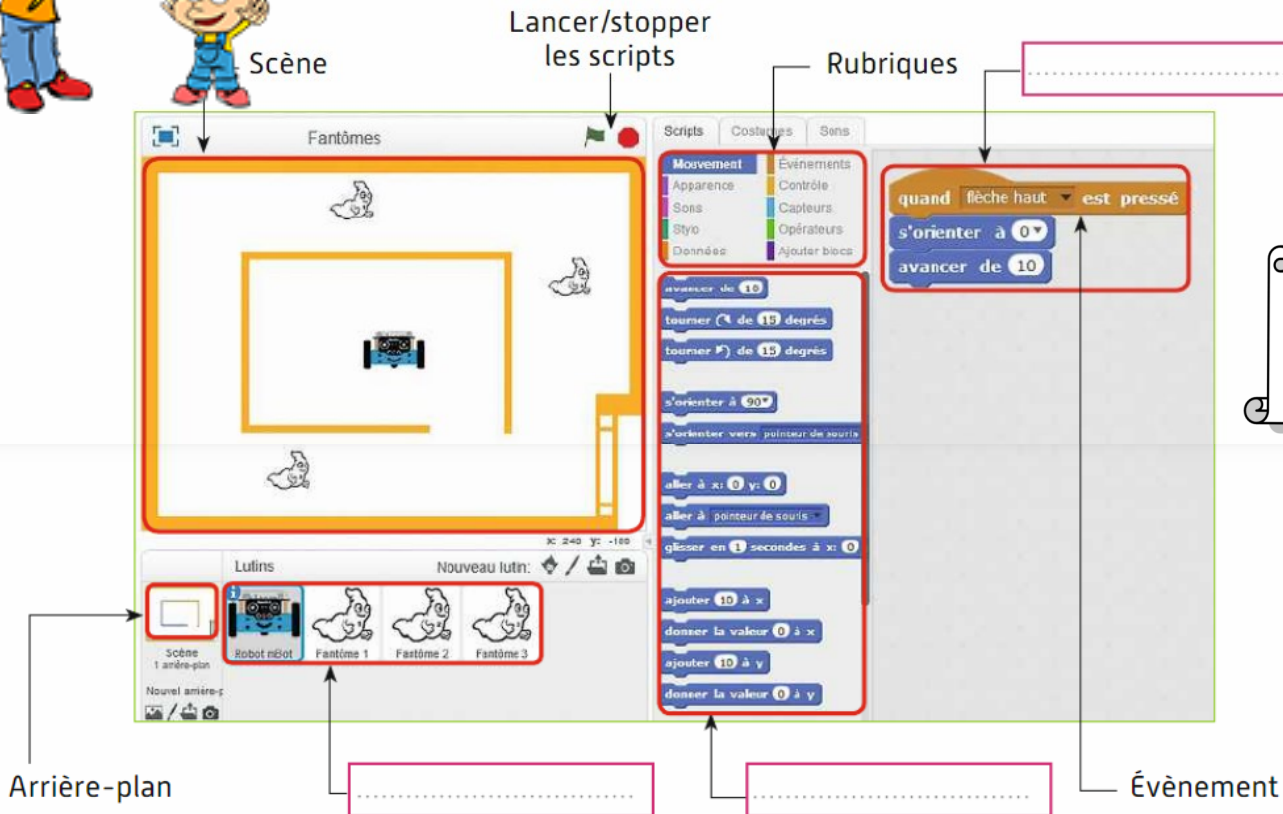 Lancer/stopper
les scripts
Scène
Rubriques
Fantômes
Scripts
Costumes
Sons
Mouvement
Événements
Apparence
Contrôle
Sons
Capteurs
Stylo
Opérateurs
Données
Ajouter blocs
quand flèche haut est pressé
s'orienter à 0
avancer de 10
avancer de 10
tourner de 15 degrés
tourner de 15 degrés
s'orienter à 90
s'orienter vers pointeur de souris
aller à x: 0 y: 0
aller à pointeur de souris
glisser en 1 secondes à x: 0
ajouter 10 à x
donner la valeur 0 à x
ajouter 10 à y
donner la valeur 0 à y
x: 240 y: -180
Lutins
Nouveau lutin:
Scène
1 arrière-plan
Robot mBot
Fantôme 1
Fantôme 2
Fantôme 3
Nouvel arrière-p
Arrière-plan
Évènement